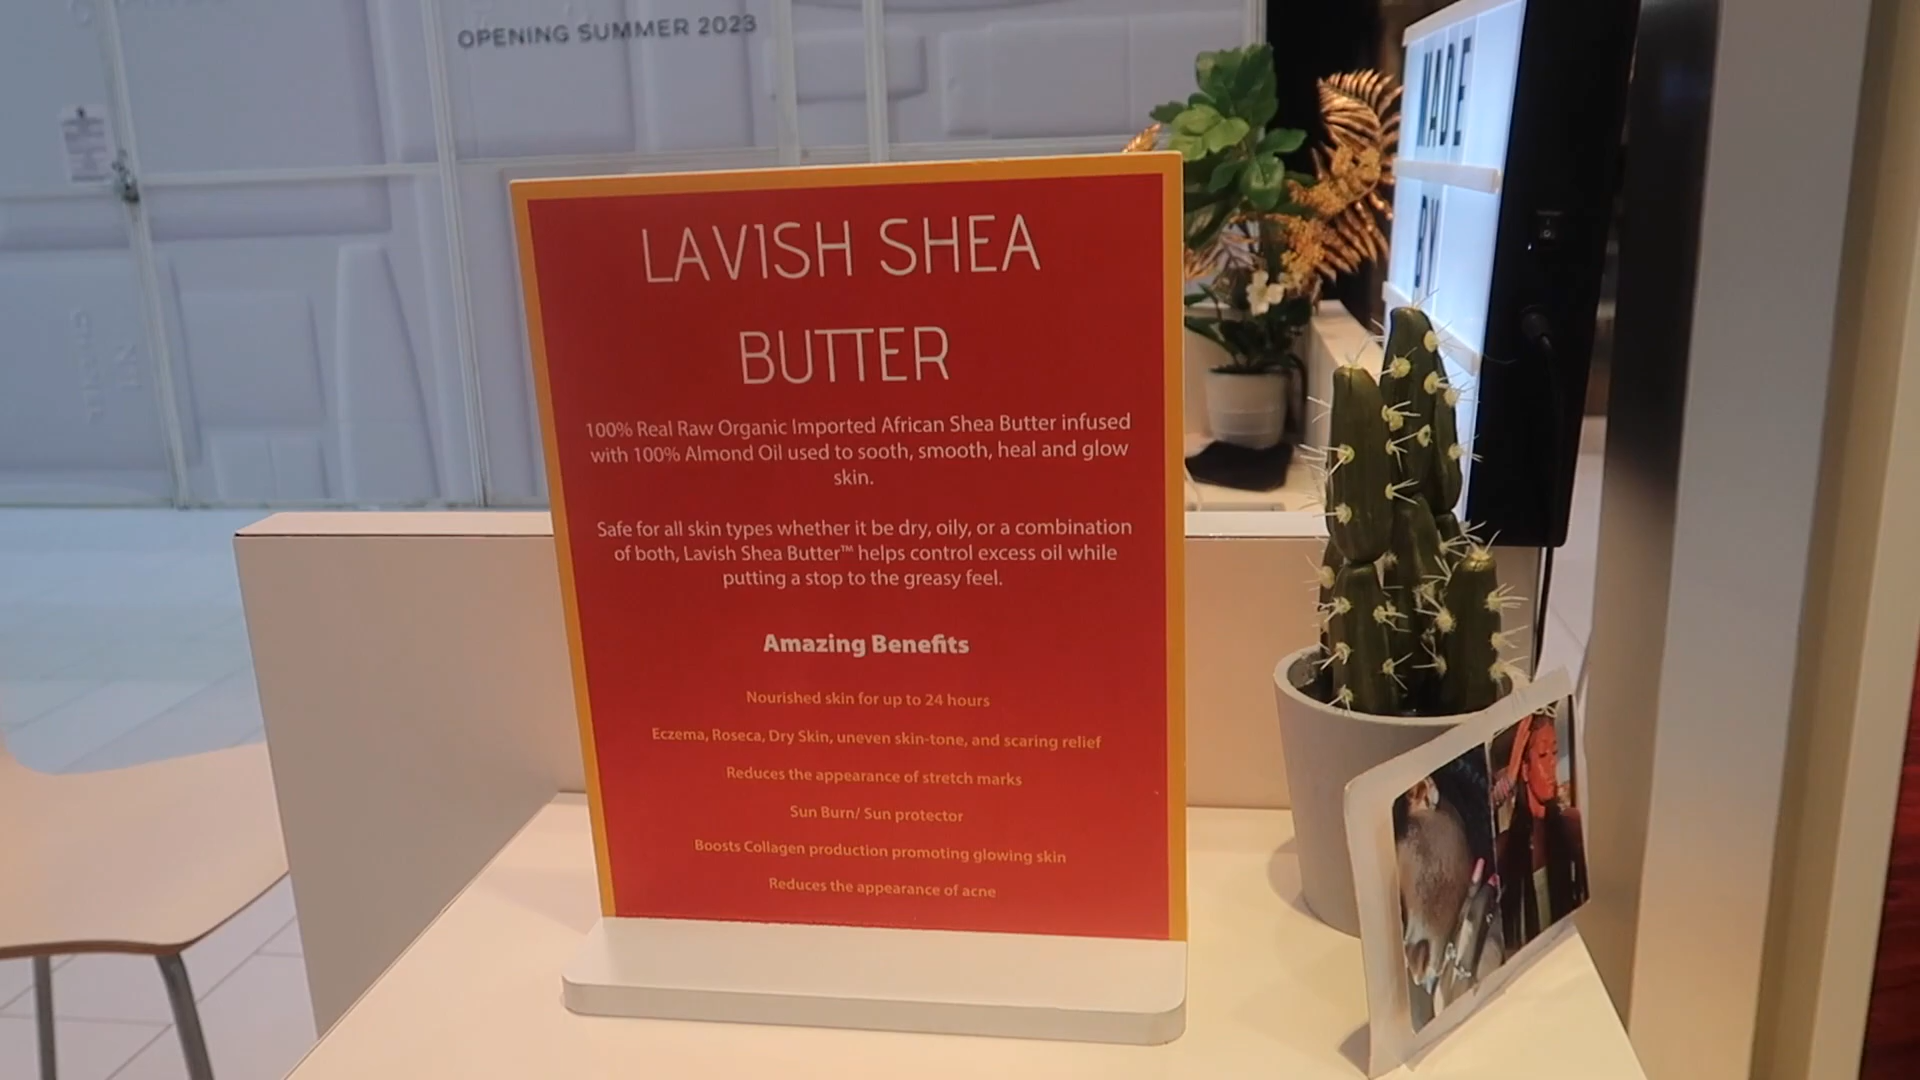 OPENING SUMMER 2023
MADE
BY
LAVISH SHEA
BUTTER
100% Real Raw Organic Imported African Shea Butter infused
with 100% Almond Oil used to sooth, smooth, heal and glow
skin.
Safe for all skin types whether it be dry, oily, or a combination
of both, Lavish Shea Butter™ helps control excess oil while
putting a stop to the greasy feel.
Amazing Benefits
Nourished skin for up to 24 hours
Eczema, Roseca, Dry Skin, uneven skin-tone, and scaring relief
Reduces the appearance of stretch marks
Sun Burn/ Sun protector
Boosts Collagen production promoting glowing skin
Reduces the appearance of acne